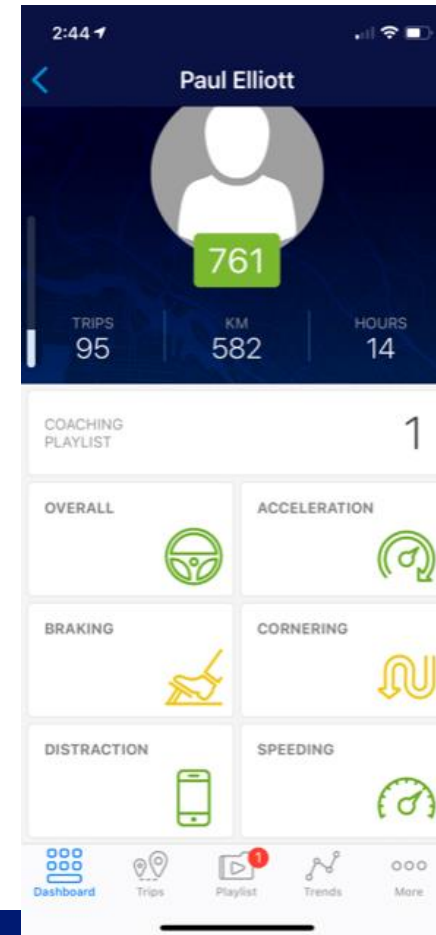 2:44
Paul Elliott
761
TRIPS KM HOURS
95 582 14
COACHING
PLAYLIST
1
OVERALL ACCELERATION
BRAKING CORNERING
DISTRACTION SPEEDING
1
Dashboard Trips Playlist Trends More